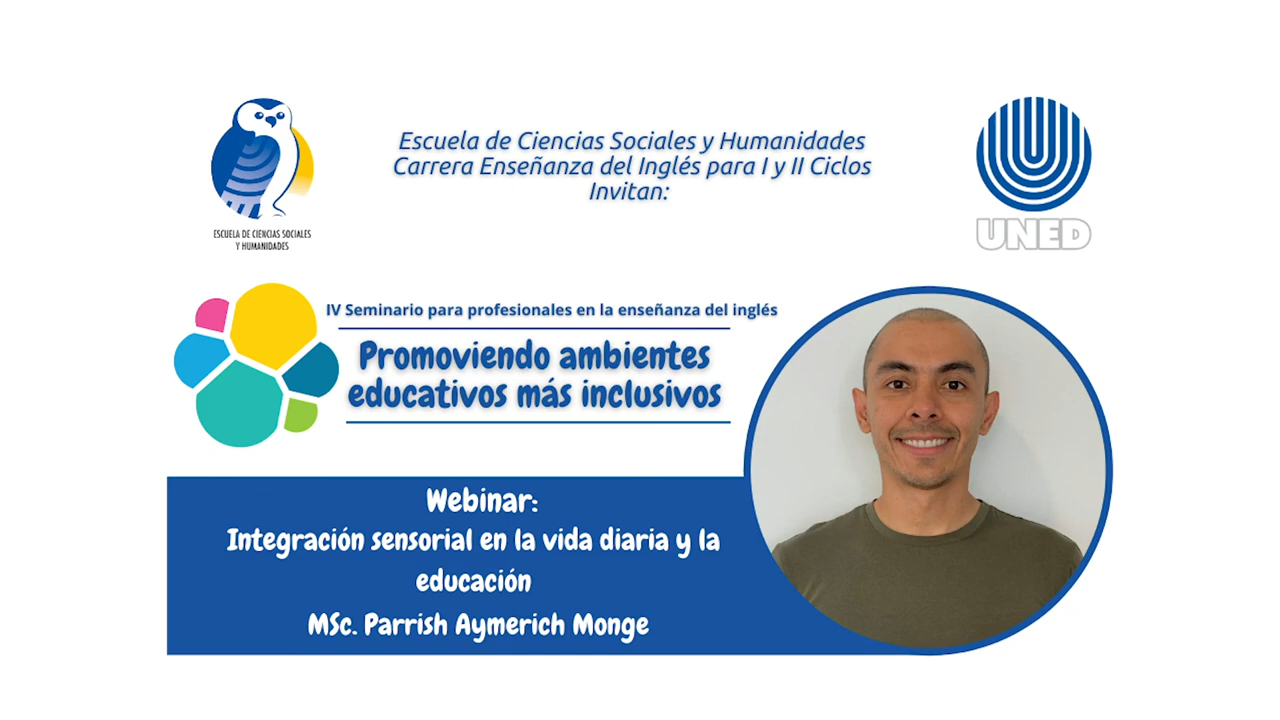 Escuela de Ciencias Sociales y Humanidades
Carrera Enseñanza del Inglés para I y II Ciclos
Invitan:
ESCUELA DE CIENCIAS SOCIALES
Y HUMANIDADES
UNED
IV Seminario para profesionales en la enseñanza del inglés
Promoviendo ambientes
educativos más inclusivos
Webinar:
Integración sensorial en la vida diaria y la
educación
MSc. Parrish Aymerich Monge